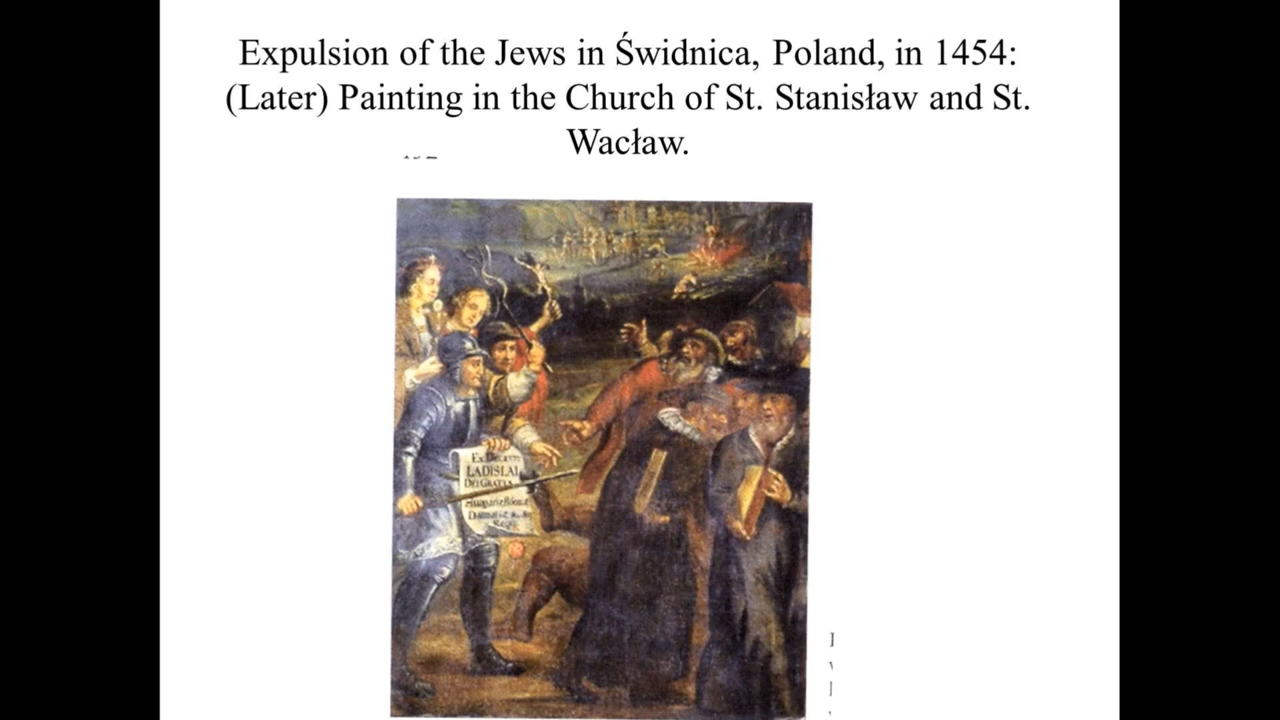 Expulsion of the Jews in Świdnica, Poland, in 1454:
(Later) Painting in the Church of St. Stanisław and St.
Wacław.
LADISLAI
DEI GRATIA